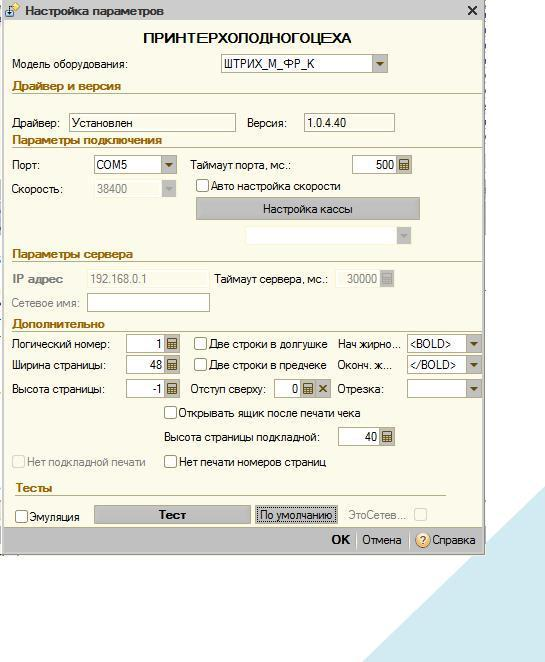 Настройка параметров
ПРИНТЕРХОЛОДНОГОЦЕХА
Модель оборудования: ШТРИХ_М_ФР_К
Драйвер и версия
Драйвер: Установлен Версия: 1.0.4.40
Параметры подключения
Порт: COM5 Таймаут порта, мс.: 500
Скорость: 38400 Авто настройка скорости
Настройка кассы
Параметры сервера
IP адрес 192.168.0.1 Таймаут сервера, мс.: 30000
Сетевое имя:
Дополнительно
Логический номер: 1 Две строки в долгушке Нач жирно... <BOLD>
Ширина страницы: 48 Две строки в предчеке Оконч. ж... </BOLD>
Высота страницы: -1 Отступ сверху: 0 Отрезка:
Открывать ящик после печати чека
Высота страницы подкладной: 40
Нет подкладной печати Нет печати номеров страниц
Тесты
Эмуляция Тест По умолчанию ЭтоСетев...
OK Отмена ? Справка